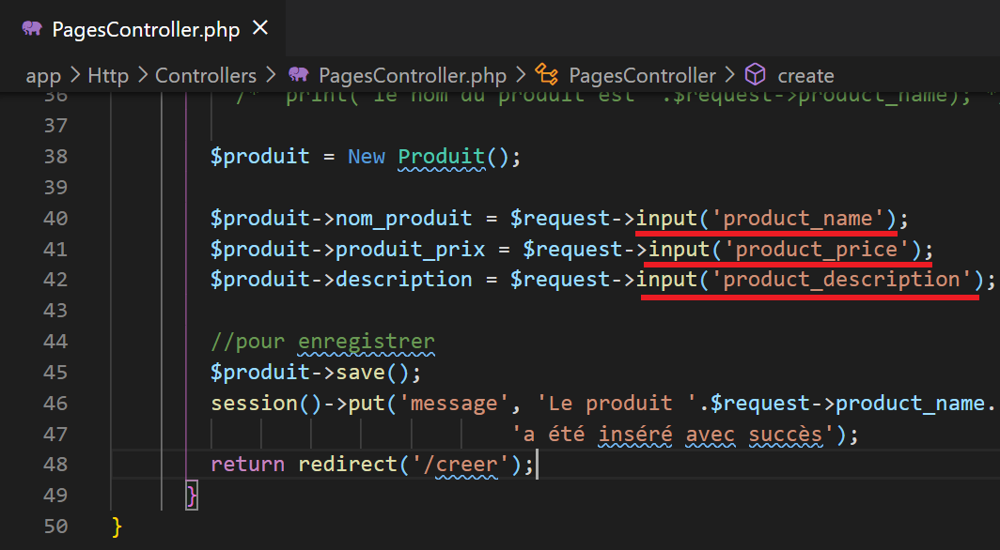 PagesController.php ×
app > Http > Controllers > PagesController.php > PagesController > create
36 /* print( le nom du produit est .$request->product_name); *
37
38 $produit = New Produit();
39
40 $produit->nom_produit = $request->input('product_name');
41 $produit->produit_prix = $request->input('product_price');
42 $produit->description = $request->input('product_description');
43
44 //pour enregistrer
45 $produit->save();
46 session()->put('message', 'Le produit '.$request->product_name.
47 'a été inséré avec succès');
48 return redirect('/creer');
49 }
50 }